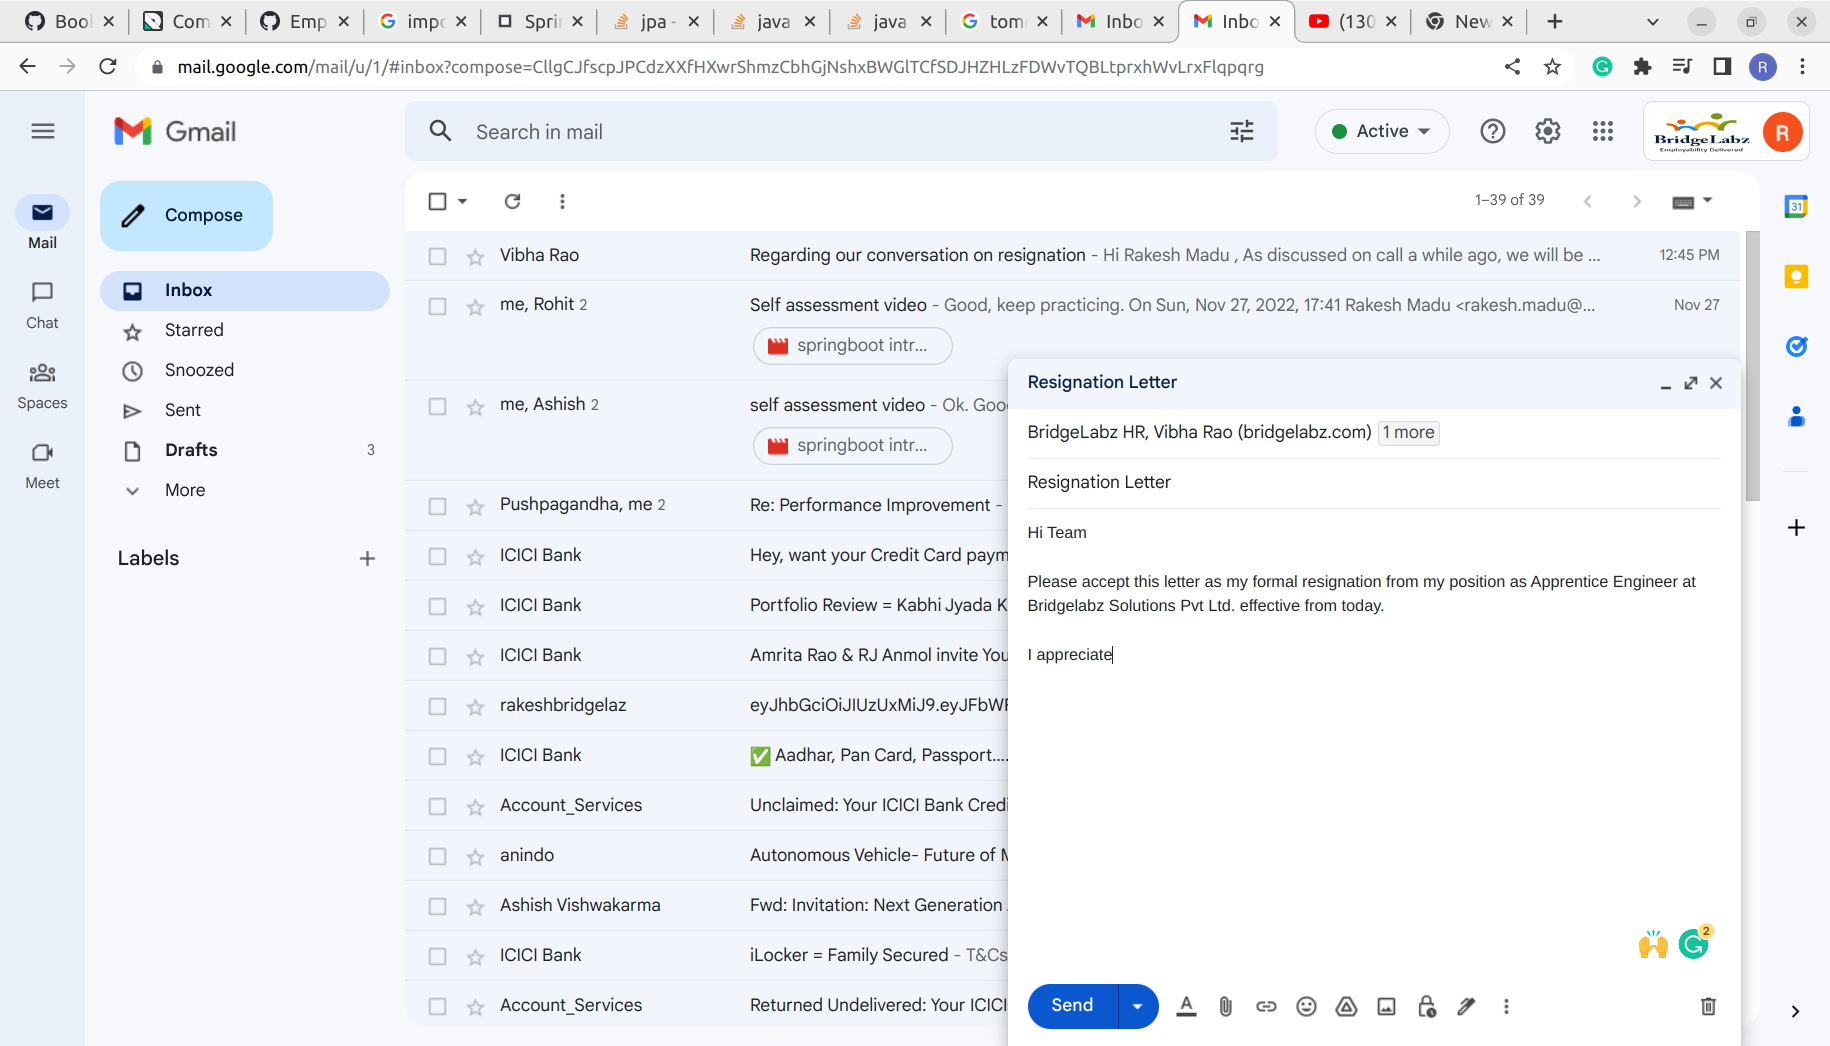 Bool
Com
Emp
impo
Sprin
jpa -
java
java
tom
Inbo
Inbo
(130
New
mail.google.com/mail/u/1/#inbox?compose=CllgCJfscpJPCdzXXfHXwrShmzCbhGjNshxBWGlTCfSDJHZHLzFDWvTQBLtprxhWvLrxFlqpqrg
R
Gmail
Search in mail
Active
BridgeLabz
Employability Delivered
R
Mail
Chat
Spaces
Meet
Compose
Inbox
Starred
Snoozed
Sent
Drafts 3
More
Labels
1–39 of 39
31
Vibha Rao Regarding our conversation on resignation - Hi Rakesh Madu , As discussed on call a while ago, we will be ... 12:45 PM
me, Rohit 2 Self assessment video - Good, keep practicing. On Sun, Nov 27, 2022, 17:41 Rakesh Madu <rakesh.madu@... Nov 27
springboot intr...
me, Ashish 2 self assessment video - Ok. Good
springboot intr...
Pushpagandha, me 2 Re: Performance Improvement -
ICICI Bank Hey, want your Credit Card paym
ICICI Bank Portfolio Review = Kabhi Jyada K
ICICI Bank Amrita Rao & RJ Anmol invite You
rakeshbridgelaz eyJhbGciOiJIUzUxMiJ9.eyJFbWF
ICICI Bank ✅ Aadhar, Pan Card, Passport....
Account_Services Unclaimed: Your ICICI Bank Credi
anindo Autonomous Vehicle- Future of M
Ashish Vishwakarma Fwd: Invitation: Next Generation
ICICI Bank iLocker = Family Secured - T&Cs
Account_Services Returned Undelivered: Your ICICI
Resignation Letter
BridgeLabz HR, Vibha Rao (bridgelabz.com) 1 more
Resignation Letter
Hi Team
Please accept this letter as my formal resignation from my position as Apprentice Engineer at
Bridgelabz Solutions Pvt Ltd. effective from today.
I appreciate
2
Send